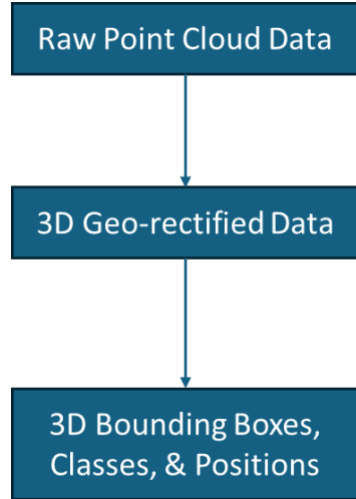 Raw Point Cloud Data
3D Geo-rectified Data
3D Bounding Boxes,
Classes, & Positions